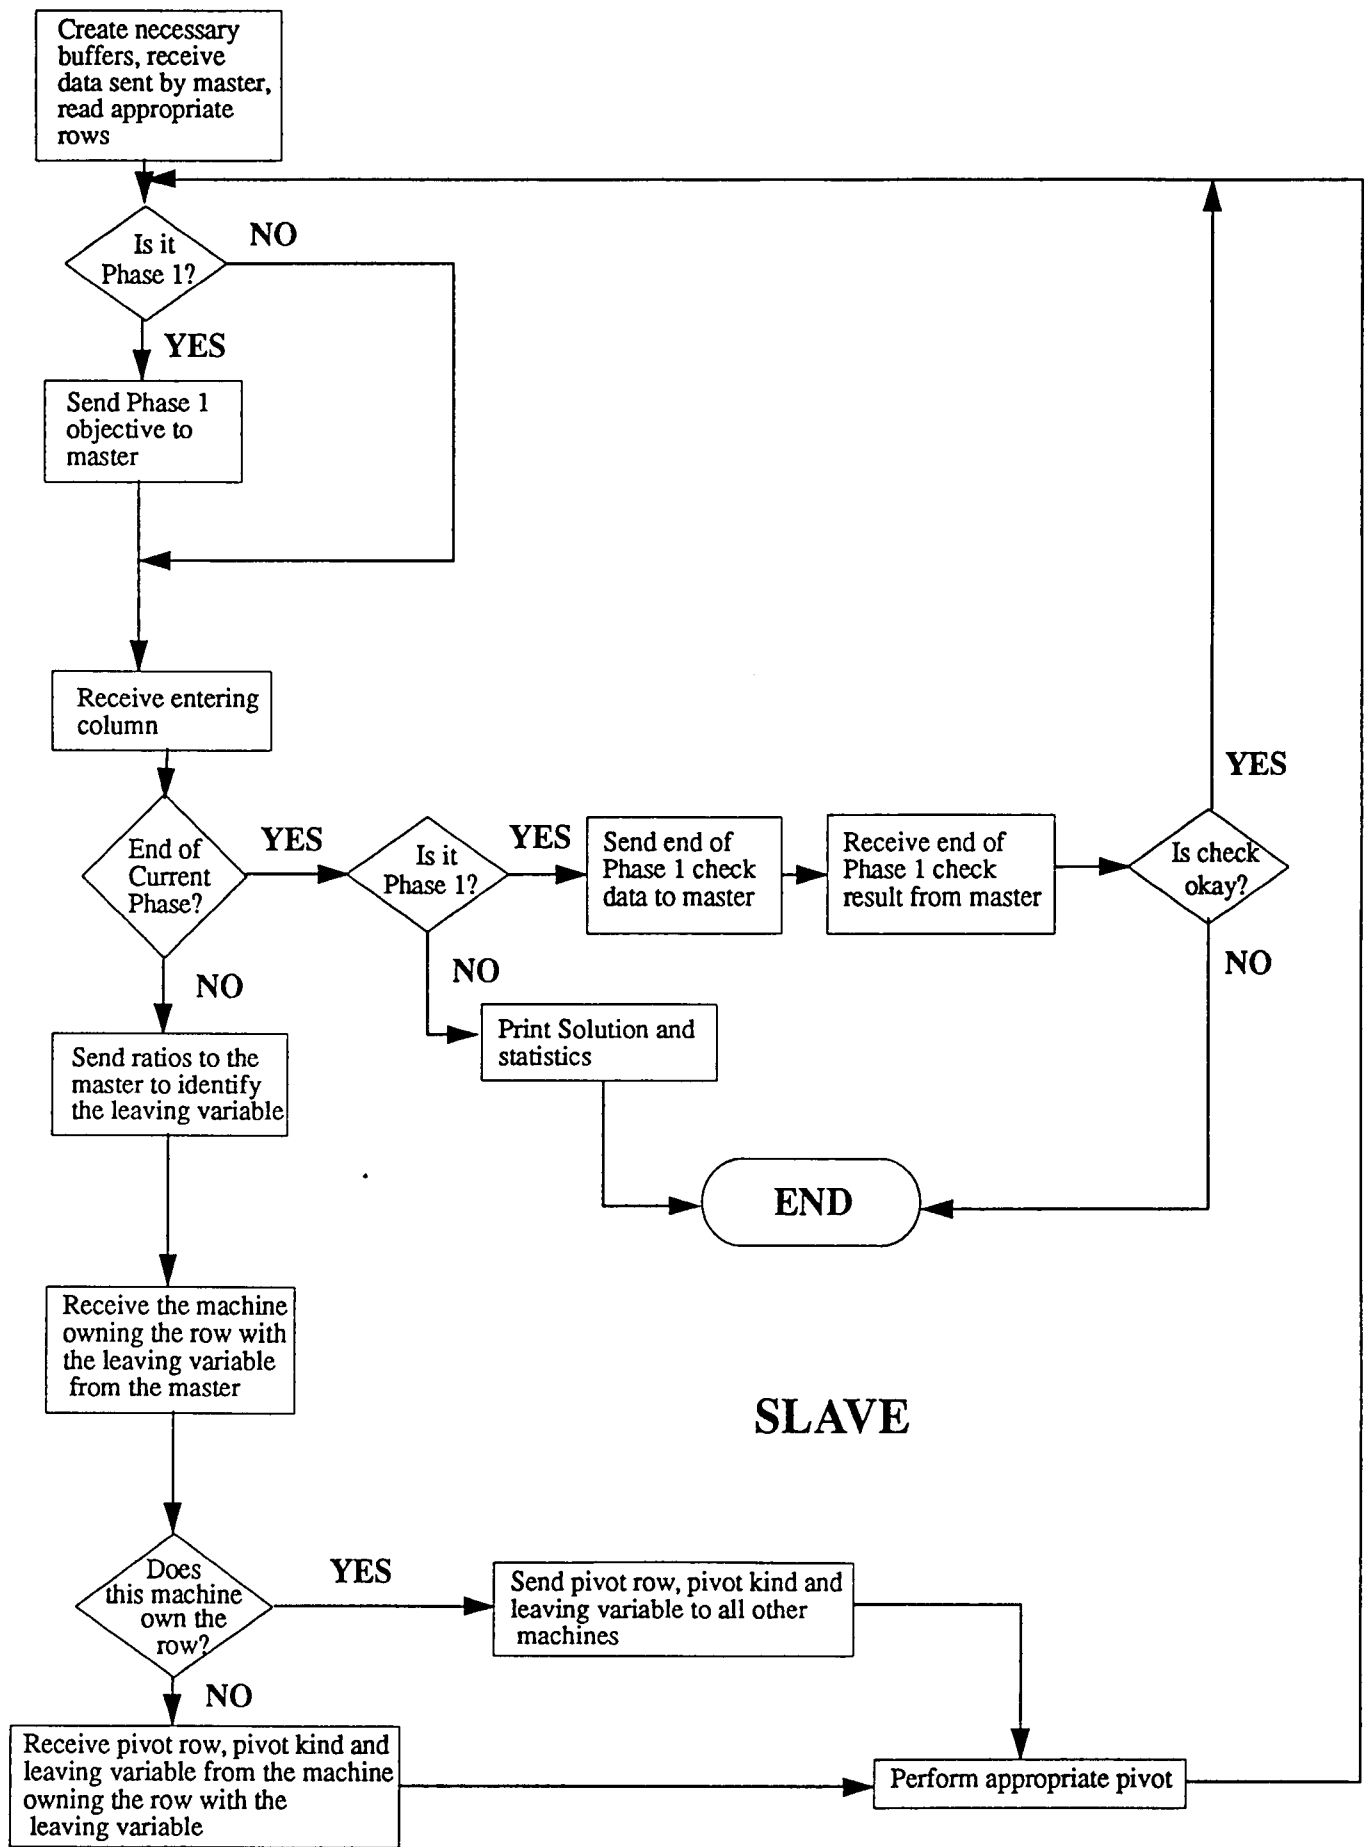 Create necessary
buffers, receive
data sent by master,
read appropriate
rows
Is it
Phase 1?
NO
YES
Send Phase 1
objective to
master
Receive entering
column
End of
Current
Phase?
YES
Is it
Phase 1?
YES
Send end of
Phase 1 check
data to master
Receive end of
Phase 1 check
result from master
Is check
okay?
YES
NO
NO
Print Solution and
statistics
END
NO
Send ratios to the
master to identify
the leaving variable
Receive the machine
owning the row with
the leaving variable
from the master
SLAVE
Does
this machine
own the
row?
YES
Send pivot row, pivot kind and
leaving variable to all other
machines
NO
Receive pivot row, pivot kind and
leaving variable from the machine
owning the row with the
leaving variable
Perform appropriate pivot